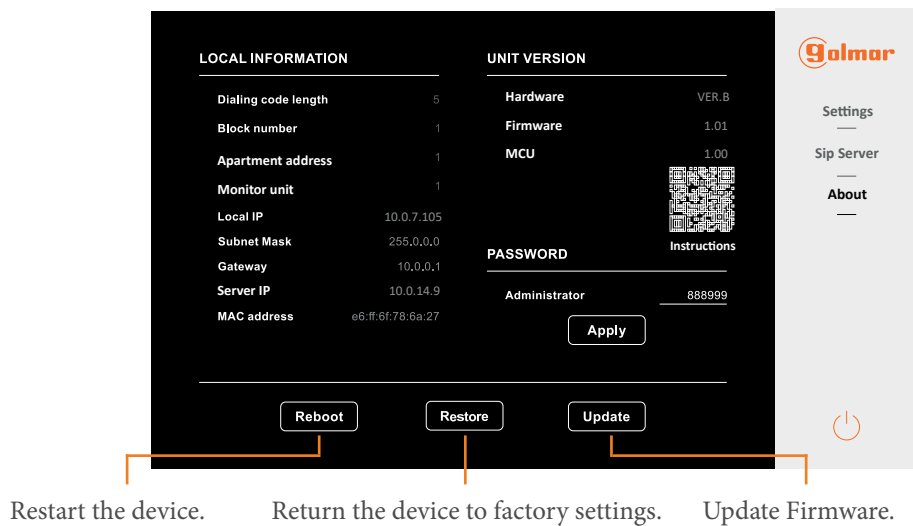 LOCAL INFORMATION
Dialing code length 5
Block number 1
Apartment address 1
Monitor unit 1
Local IP 10.0.7.105
Subnet Mask 255.0.0.0
Gateway 10.0.0.1
Server IP 10.0.14.9
MAC address e6:ff:6f:78:6a:27
UNIT VERSION
Hardware VER.B
Firmware 1.01
MCU 1.00
Instructions
PASSWORD
Administrator 888999
Apply
Reboot Restore Update
golmar
Settings
Sip Server
About
Restart the device. Return the device to factory settings. Update Firmware.